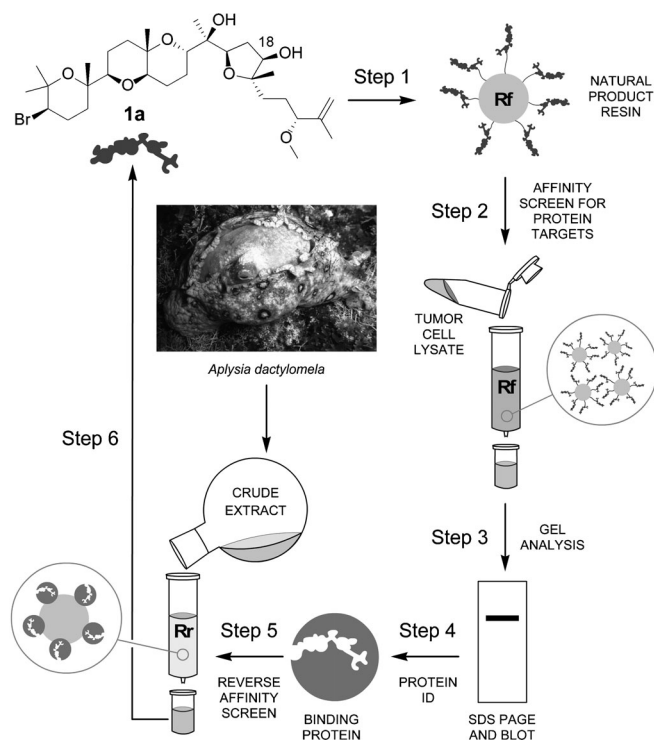 OH
18
OH
O
O
O
O
Br
O
1a
Step 1
Rf
NATURAL
PRODUCT
RESIN
Step 2
AFFINITY
SCREEN FOR
PROTEIN
TARGETS
TUMOR
CELL
LYSATE
Rf
Aplysia dactylomela
Step 6
CRUDE
EXTRACT
Step 3
GEL
ANALYSIS
Rr
Step 5
REVERSE
AFFINITY
SCREEN
BINDING
PROTEIN
Step 4
PROTEIN
ID
SDS PAGE
AND BLOT